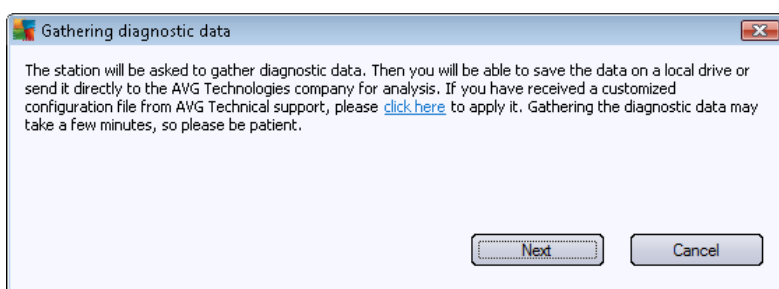 Gathering diagnostic data
The station will be asked to gather diagnostic data. Then you will be able to save the data on a local drive or
send it directly to the AVG Technologies company for analysis. If you have received a customized
configuration file from AVG Technical support, please click here to apply it. Gathering the diagnostic data may
take a few minutes, so please be patient.
Next
Cancel